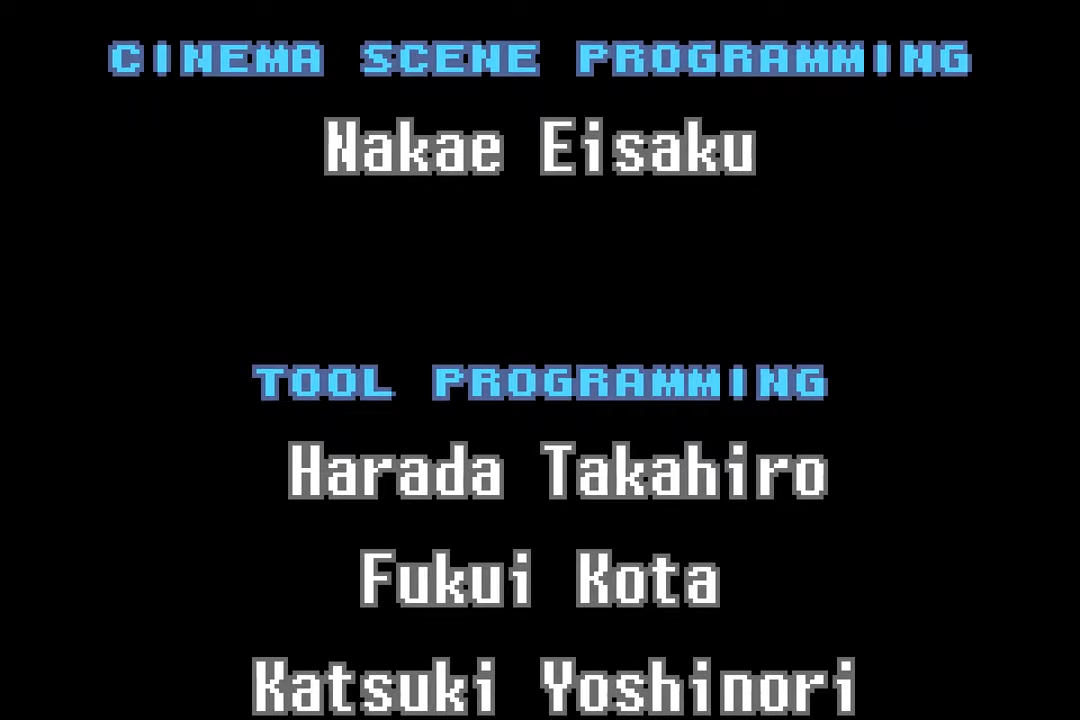 CINEMA SCENE PROGRAMMING
Nakae Eisaku
TOOL PROGRAMMING
Harada Takahiro
Fukui Kota
Katsuki Yoshinori